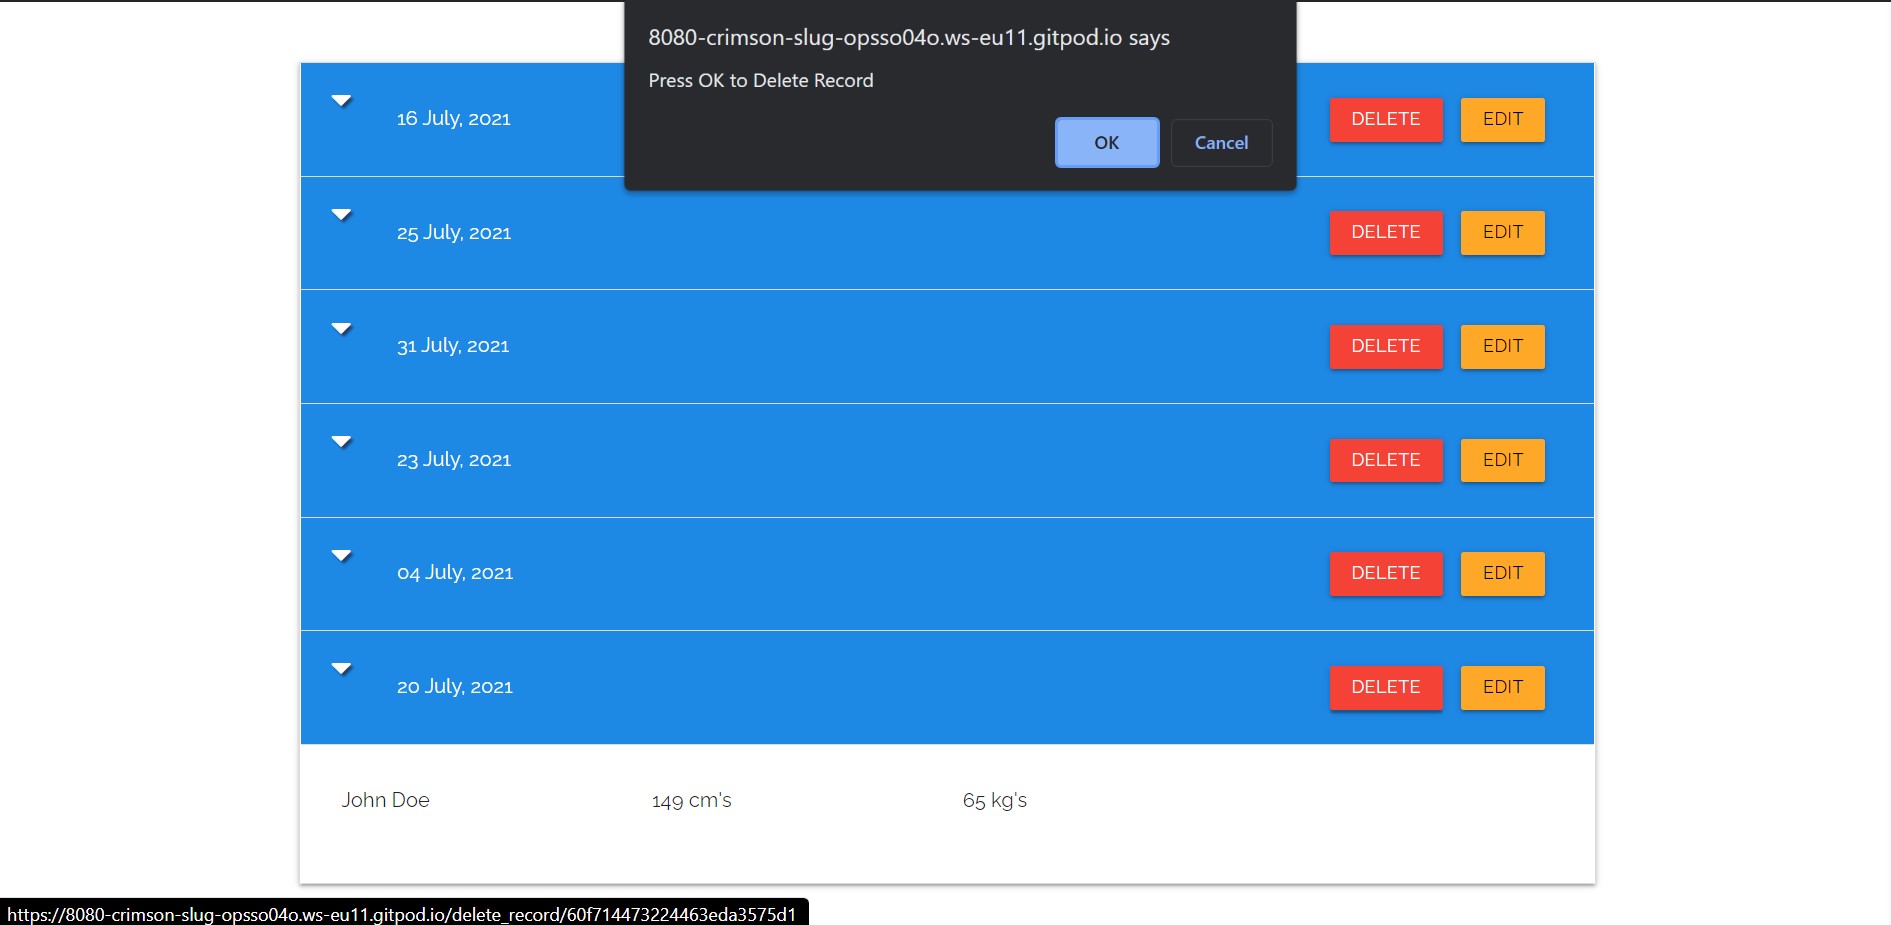 8080-crimson-slug-opsso04o.ws-eu11.gitpod.io says
Press OK to Delete Record
OK Cancel
16 July, 2021 DELETE EDIT
25 July, 2021 DELETE EDIT
31 July, 2021 DELETE EDIT
23 July, 2021 DELETE EDIT
04 July, 2021 DELETE EDIT
20 July, 2021 DELETE EDIT
John Doe 149 cm's 65 kg's
https://8080-crimson-slug-opsso04o.ws-eu11.gitpod.io/delete_record/60f714473224463eda3575d1